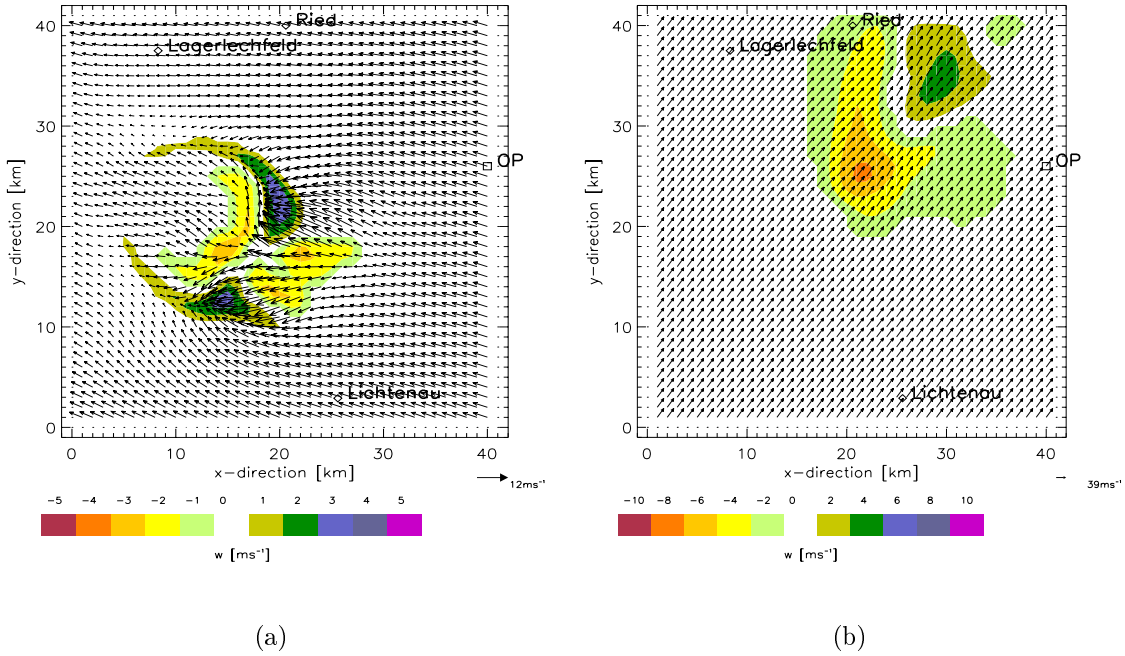 40
30
20
10
0
y-direction [km]
0 10 20 30 40
x-direction [km]
Ried
Lagerlechfeld
OP
Lichtenau
12ms⁻¹
-5 -4 -3 -2 -1 0 1 2 3 4 5
w [ms⁻¹]
(a)
40
30
20
10
0
y-direction [km]
0 10 20 30 40
x-direction [km]
Ried
Lagerlechfeld
OP
Lichtenau
39ms⁻¹
-10 -8 -6 -4 -2 0 2 4 6 8 10
w [ms⁻¹]
(b)